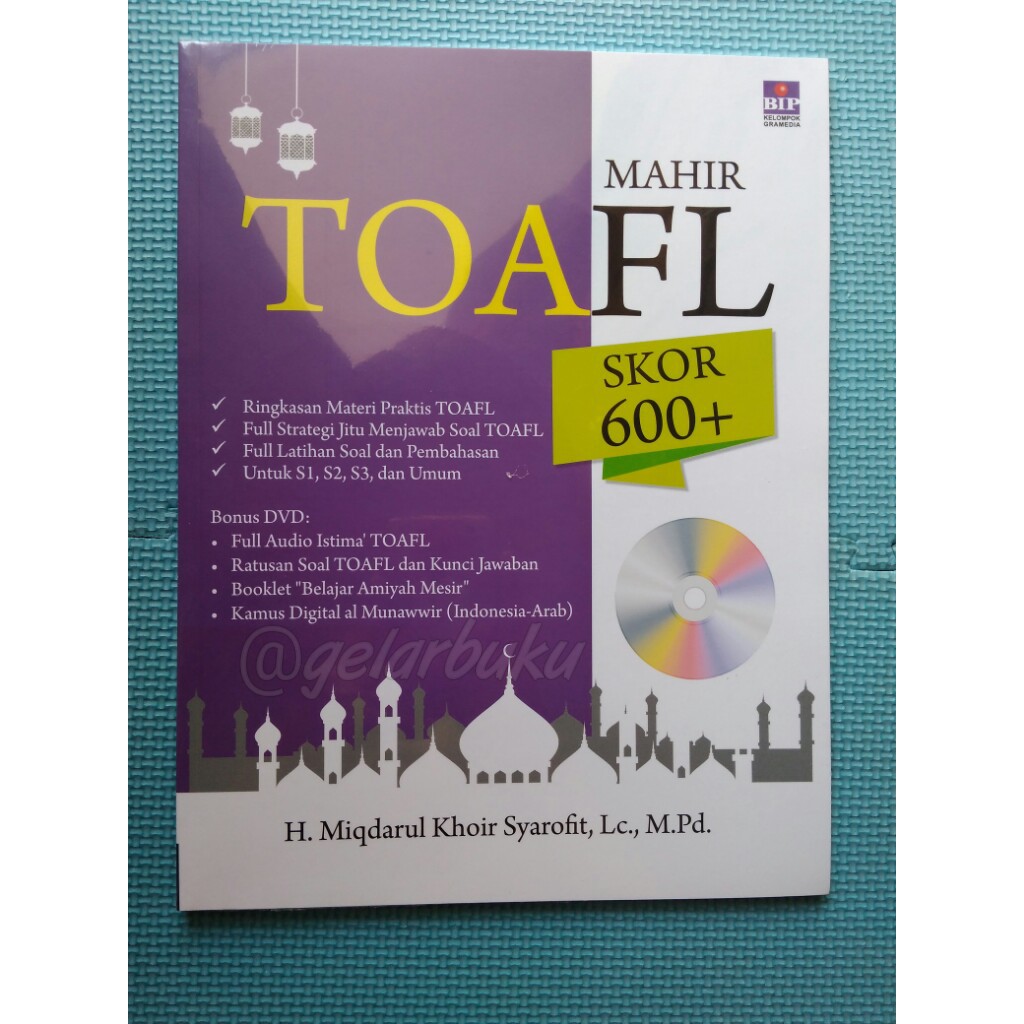 BIP
KELOMPOK
GRAMEDIA
MAHIR
TOAFL
SKOR
600+
Ringkasan Materi Praktis TOAFL
Full Strategi Jitu Menjawab Soal TOAFL
Full Latihan Soal dan Pembahasan
Untuk S1, S2, S3, dan Umum
Bonus DVD:
• Full Audio Istima' TOAFL
• Ratusan Soal TOAFL dan Kunci Jawaban
• Booklet "Belajar Amiyah Mesir"
• Kamus Digital al Munawwir (Indonesia-Arab)
@gelarbuku
H. Miqdarul Khoir Syarofit, Lc., M.Pd.